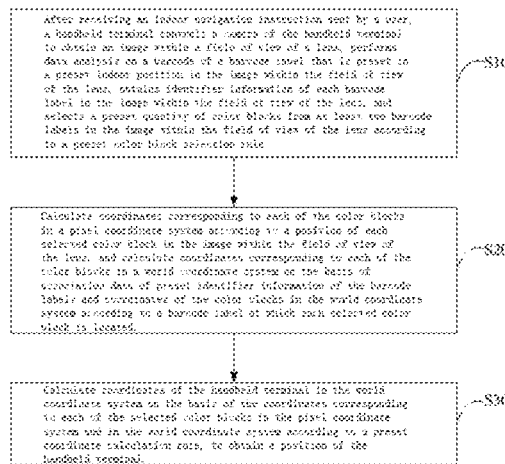 After receiving an indoor navigation instruction sent by a user,
a handheld terminal controls a camera of the handheld terminal
to obtain an image within a field of view of a lens, performs
data analysis on a barcode of a barcode label that is preset in
a preset indoor position in the image within the field of view
of the lens, obtains identifier information of each barcode
label in the image within the field of view of the lens, and
selects a preset quantity of color blocks from at least two barcode
labels in the image within the field of view of the lens according
to a preset color block selection rule
S10
Calculate coordinates corresponding to each of the color blocks
in a pixel coordinate system according to a position of each
selected color block in the image within the field of view of
the lens, and calculate coordinates corresponding to each of the
color blocks in a world coordinate system on the basis of
association data of preset identifier information of the barcode
labels and coordinates of the color blocks in the world coordinate
system according to a barcode label at which each selected color
block is located.
S20
Calculate coordinates of the handheld terminal in the world
coordinate system on the basis of the coordinates corresponding
to each of the selected color blocks in the pixel coordinate
system and in the world coordinate system according to a preset
coordinate calculation rule, to obtain a position of the
handheld terminal.
S30